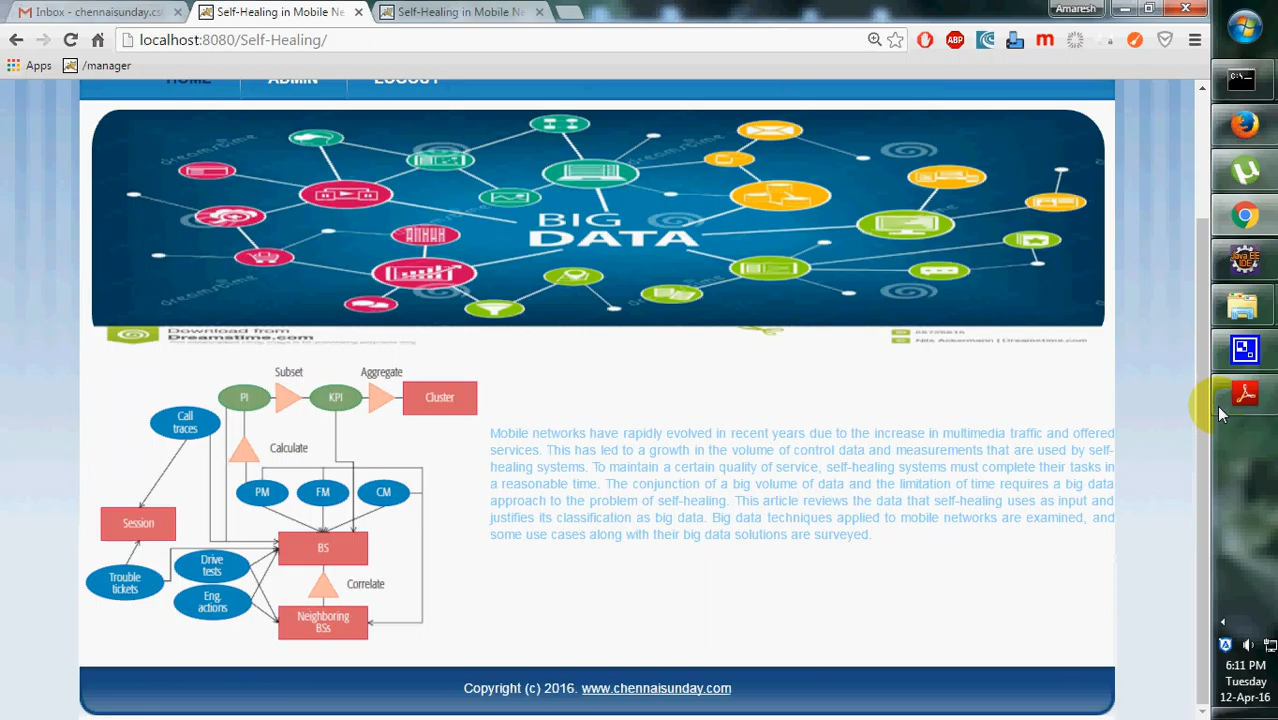 Inbox - chennaisunday.cs
Self-Healing in Mobile Ne
Self-Healing in Mobile Ne
Amaresh
localhost:8080/Self-Healing/
ABP
m
Apps
/manager
HOME
ADMIN
LOGOUT
BIG
DATA
Download from
Dreamstime.com
Subset
Aggregate
PI
KPI
Cluster
Call
traces
Calculate
PM
FM
CM
Session
BS
Drive
tests
Trouble
tickets
Eng.
actions
Correlate
Neighboring
BSs
Mobile networks have rapidly evolved in recent years due to the increase in multimedia traffic and offered
services. This has led to a growth in the volume of control data and measurements that are used by self-
healing systems. To maintain a certain quality of service, self-healing systems must complete their tasks in
a reasonable time. The conjunction of a big volume of data and the limitation of time requires a big data
approach to the problem of self-healing. This article reviews the data that self-healing uses as input and
justifies its classification as big data. Big data techniques applied to mobile networks are examined, and
some use cases along with their big data solutions are surveyed.
Copyright (c) 2016. www.chennaisunday.com
Java EE
IDE
6:11 PM
Tuesday
12-Apr-16